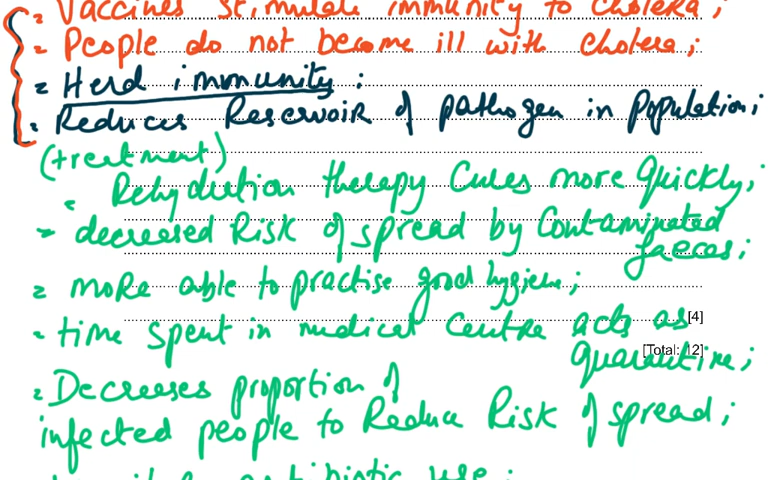 - Vaccines stimulate immunity to cholera;
- People do not become ill with cholera;
- Herd immunity:
- Reduces Reservoir of pathogen in Population;
(treatment)
- Rehydration therapy Cures more Quickly;
- decreased Risk of spread by Contaminated
faeces;
- more able to practise good hygiene;
- time spent in medical Centre acts as
[4]
quarantine;
[Total: 12]
- Decreases proportion of
infected people to Reduce Risk of spread;
antibiotic use;